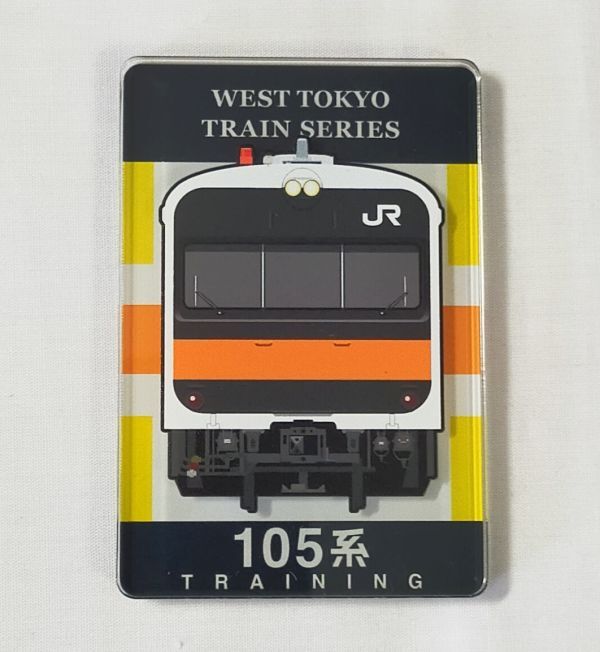 WEST TOKYO
TRAIN SERIES
JR
105系
TRAINING